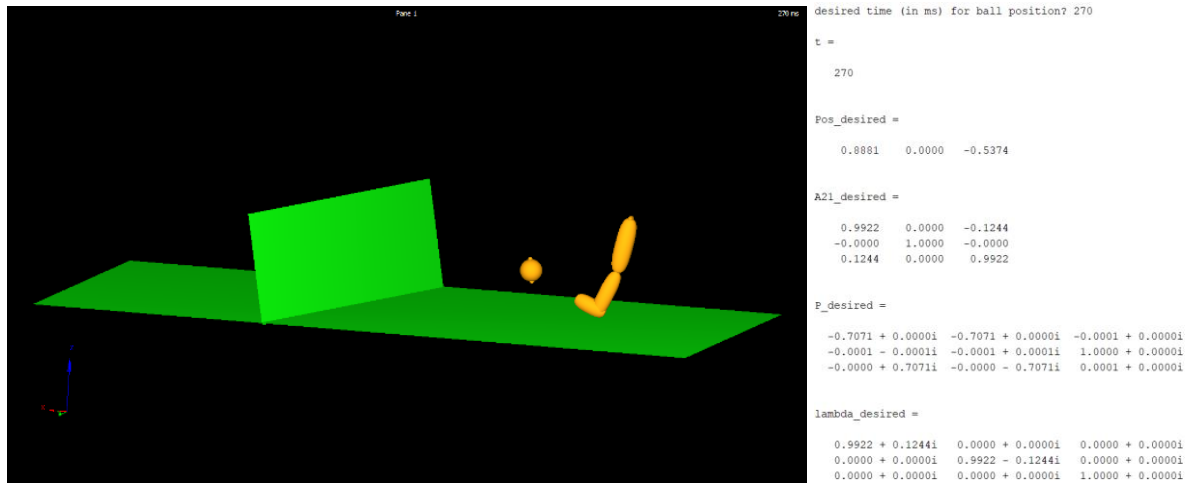 Pane 1
270 ms
desired time (in ms) for ball position? 270
t =
270
Pos_desired =
0.8881 0.0000 -0.5374
A21_desired =
0.9922 0.0000 -0.1244
-0.0000 1.0000 -0.0000
0.1244 0.0000 0.9922
P_desired =
-0.7071 + 0.0000i -0.7071 + 0.0000i -0.0001 + 0.0000i
-0.0001 - 0.0001i -0.0001 + 0.0001i 1.0000 + 0.0000i
-0.0000 + 0.7071i -0.0000 - 0.7071i 0.0001 + 0.0000i
lambda_desired =
0.9922 + 0.1244i 0.0000 + 0.0000i 0.0000 + 0.0000i
0.0000 + 0.0000i 0.9922 - 0.1244i 0.0000 + 0.0000i
0.0000 + 0.0000i 0.0000 + 0.0000i 1.0000 + 0.0000i